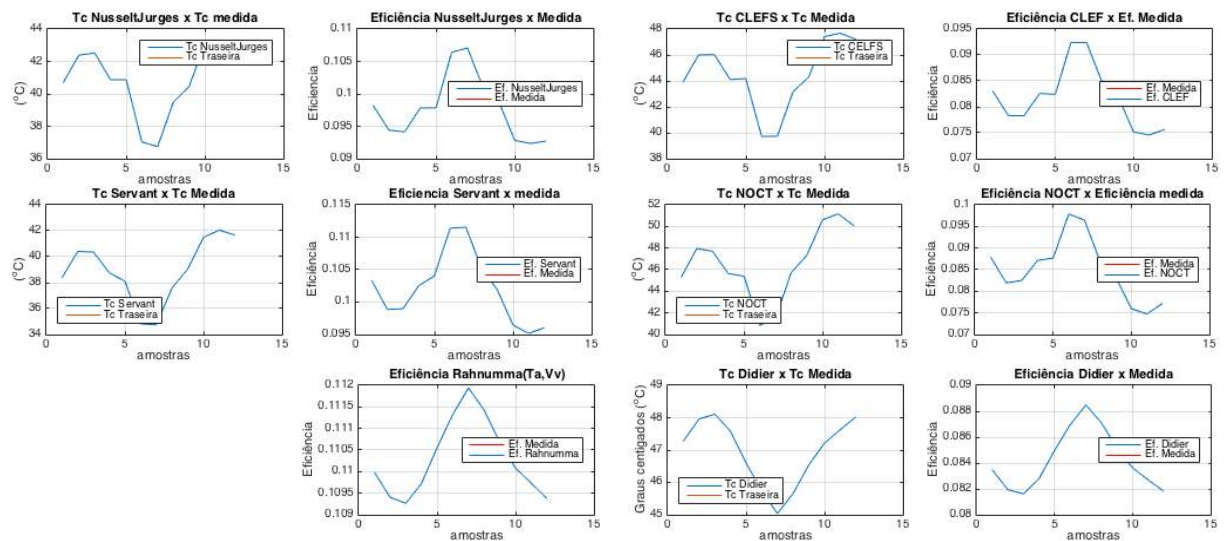 Tc NusseltJurges x Tc medida
44
42
40
38
36
(°C)
0
5
10
15
amostras
Tc NusseltJurges
Tc Traseira
Eficiência NusseltJurges x Medida
0.11
0.105
0.1
0.095
0.09
Eficiencia
0
5
10
15
amostras
Ef. NusseltJurges
Ef. Medida
Tc CLEFS x Tc Medida
48
46
44
42
40
38
(°C)
0
5
10
15
amostras
Tc CELFS
Tc Traseira
Eficiência CLEF x Ef. Medida
0.095
0.09
0.085
0.08
0.075
0.07
Eficiência
0
5
10
15
amostras
Ef. Medida
Ef. CLEF
Tc Servant x Tc Medida
44
42
40
38
36
34
(°C)
0
5
10
15
amostras
Tc Servant
Tc Traseira
Eficiencia Servant x medida
0.115
0.11
0.105
0.1
0.095
Eficiência
0
5
10
15
amostras
Ef. Servant
Ef. Medida
Tc NOCT x Tc Medida
52
50
48
46
44
42
40
(°C)
0
5
10
15
amostras
Tc NOCT
Tc Traseira
Eficiência NOCT x Eficiência medida
0.1
0.095
0.09
0.085
0.08
0.075
0.07
Eficiência
0
5
10
15
amostras
Ef. Medida
Ef. NOCT
Eficiência Rahnumma(Ta,Vv)
0.112
0.1115
0.111
0.1105
0.11
0.1095
0.109
Eficiência
0
5
10
15
amostras
Ef. Medida
Ef. Rahnumma
Tc Didier x Tc Medida
49
48
47
46
45
Graus centigados (°C)
0
5
10
15
amostras
Tc Didier
Tc Traseira
Eficiência Didier x Medida
0.09
0.088
0.086
0.084
0.082
0.08
Eficiência
0
5
10
15
amostras
Ef. Didier
Ef. Medida